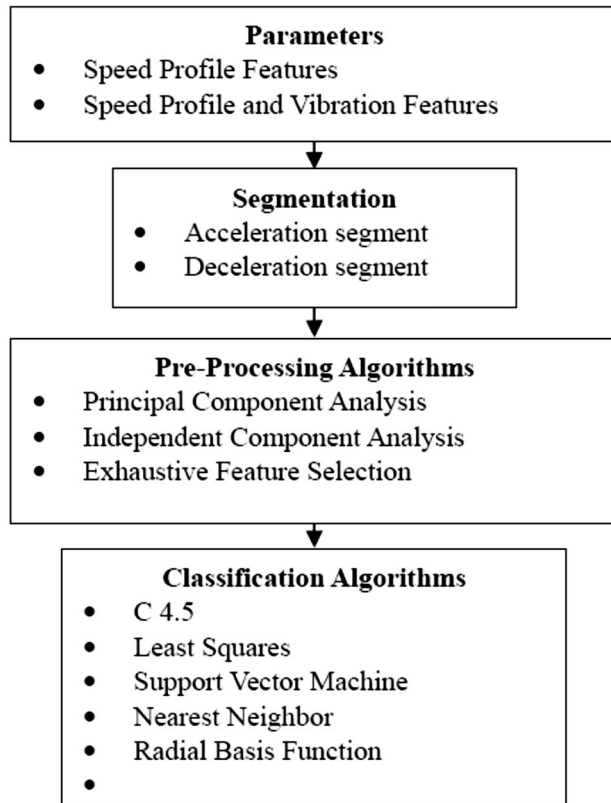 Parameters
• Speed Profile Features
• Speed Profile and Vibration Features
Segmentation
• Acceleration segment
• Deceleration segment
Pre-Processing Algorithms
• Principal Component Analysis
• Independent Component Analysis
• Exhaustive Feature Selection
Classification Algorithms
• C 4.5
• Least Squares
• Support Vector Machine
• Nearest Neighbor
• Radial Basis Function
•